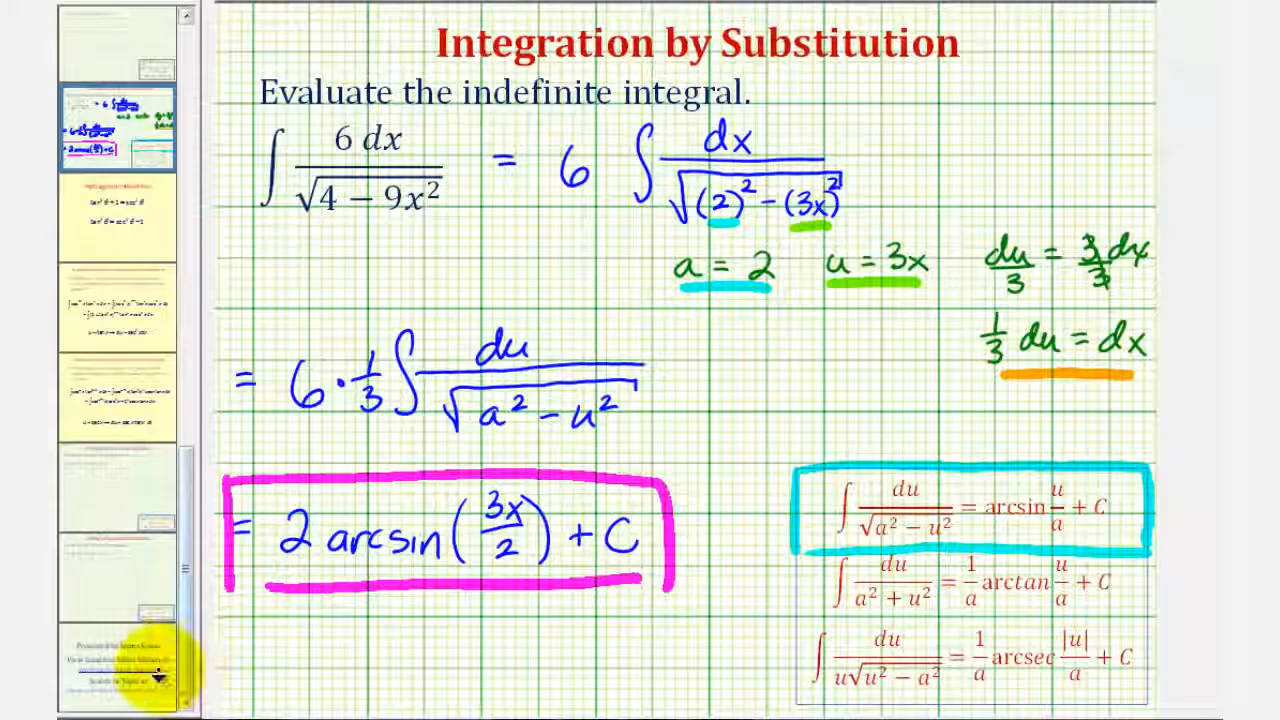 Integration by Substitution
Evaluate the indefinite integral.
∫ 6 dx / √(4 − 9x²) = 6 ∫ dx / √((2)² − (3x)²)
a = 2 u = 3x du/3 = 3/3 dx
1/3 du = dx
= 6 · 1/3 ∫ du / √(a² − u²)
= 2 arcsin(3x/2) + C
∫ du / √(a² − u²) = arcsin u/a + C
∫ du / (a² + u²) = 1/a arctan u/a + C
∫ du / (u√(u² − a²)) = 1/a arcsec |u|/a + C